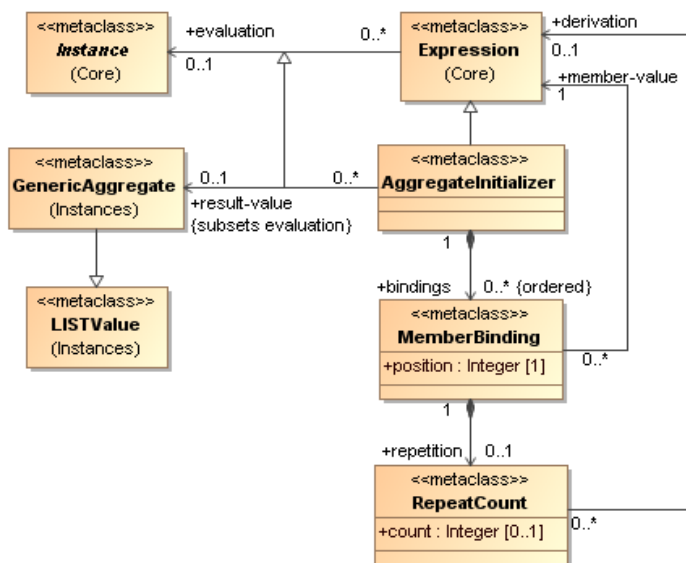 <<metaclass>>
Instance
(Core)
+evaluation
0..1
0..*
<<metaclass>>
Expression
(Core)
+derivation
0..1
+member-value
1
<<metaclass>>
GenericAggregate
(Instances)
0..1
0..*
+result-value
{subsets evaluation}
<<metaclass>>
AggregateInitializer
1
+bindings
0..* {ordered}
<<metaclass>>
LISTValue
(Instances)
<<metaclass>>
MemberBinding
+position : Integer [1]
0..*
1
+repetition
0..1
<<metaclass>>
RepeatCount
+count : Integer [0..1]
0..*